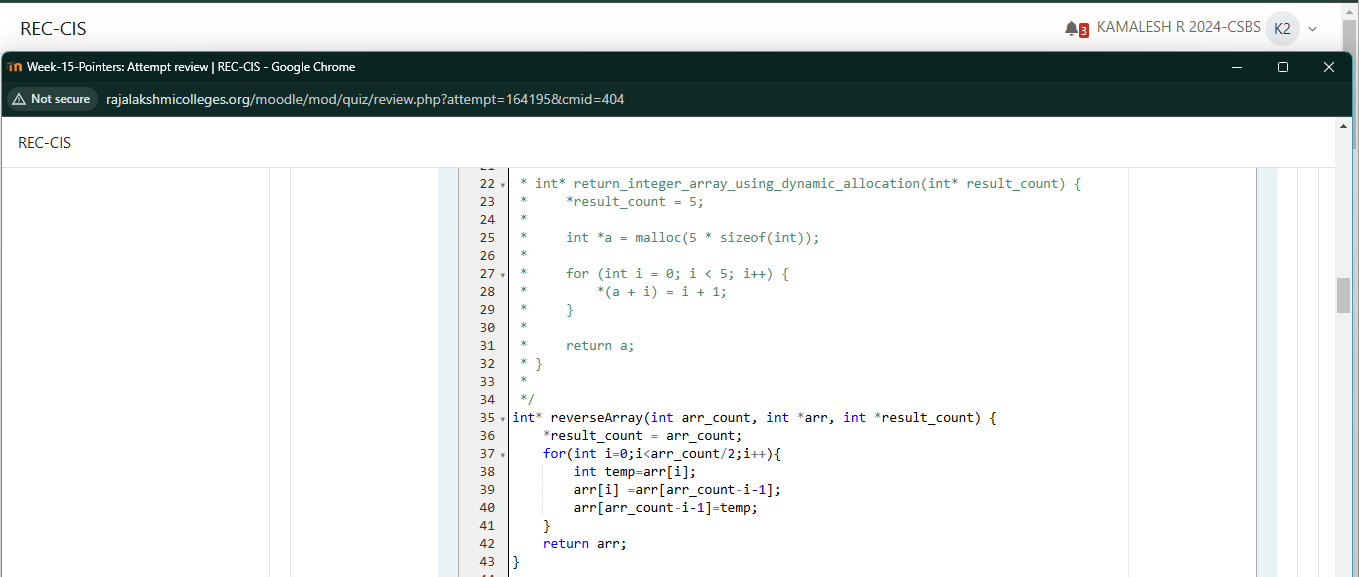 REC-CIS
3 KAMALESH R 2024-CSBS K2
Week-15-Pointers: Attempt review | REC-CIS - Google Chrome
Not secure rajalakshmicolleges.org/moodle/mod/quiz/review.php?attempt=164195&cmid=404
REC-CIS
22 * int* return_integer_array_using_dynamic_allocation(int* result_count) {
23 *     *result_count = 5;
24 *
25 *     int *a = malloc(5 * sizeof(int));
26 *
27 *     for (int i = 0; i < 5; i++) {
28 *         *(a + i) = i + 1;
29 *     }
30 *
31 *     return a;
32 * }
33 *
34 */
35 int* reverseArray(int arr_count, int *arr, int *result_count) {
36     *result_count = arr_count;
37     for(int i=0;i<arr_count/2;i++){
38         int temp=arr[i];
39         arr[i] =arr[arr_count-i-1];
40         arr[arr_count-i-1]=temp;
41     }
42     return arr;
43 }